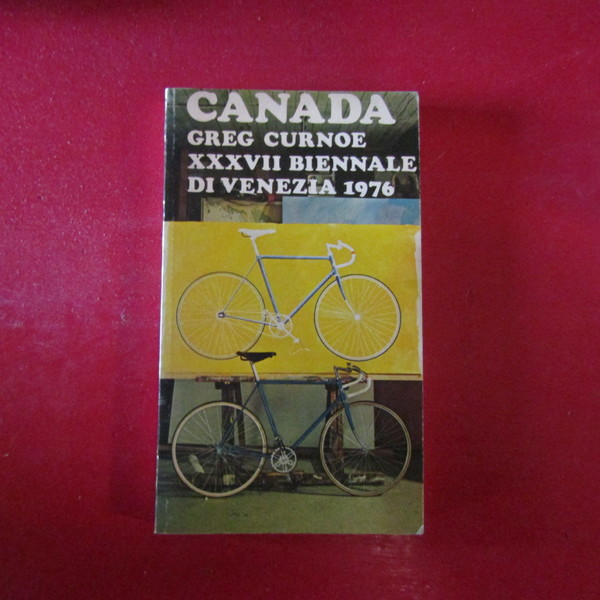 CANADA
GREG CURNOE
XXXVII BIENNALE
DI VENEZIA 1976